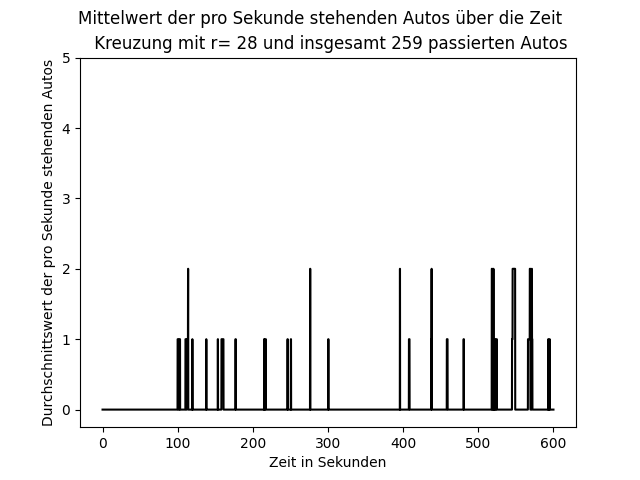 Mittelwert der pro Sekunde stehenden Autos über die Zeit
Kreuzung mit r= 28 und insgesamt 259 passierten Autos
Durchschnittswert der pro Sekunde stehenden Autos
5
4
3
2
1
0
0 100 200 300 400 500 600
Zeit in Sekunden